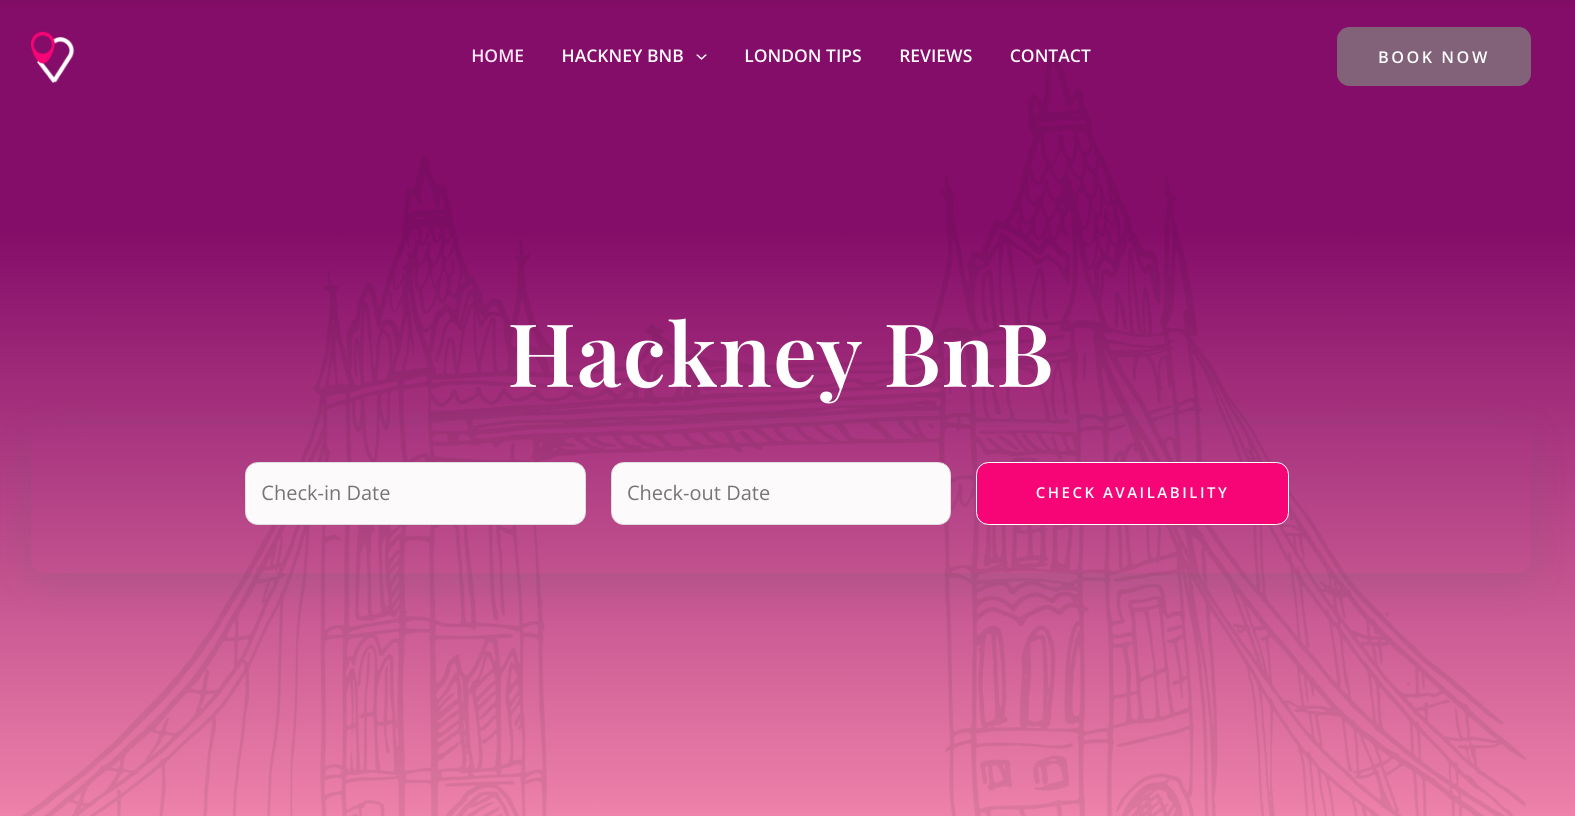 HOME HACKNEY BNB LONDON TIPS REVIEWS CONTACT BOOK NOW
Hackney BnB
Check-in Date Check-out Date CHECK AVAILABILITY